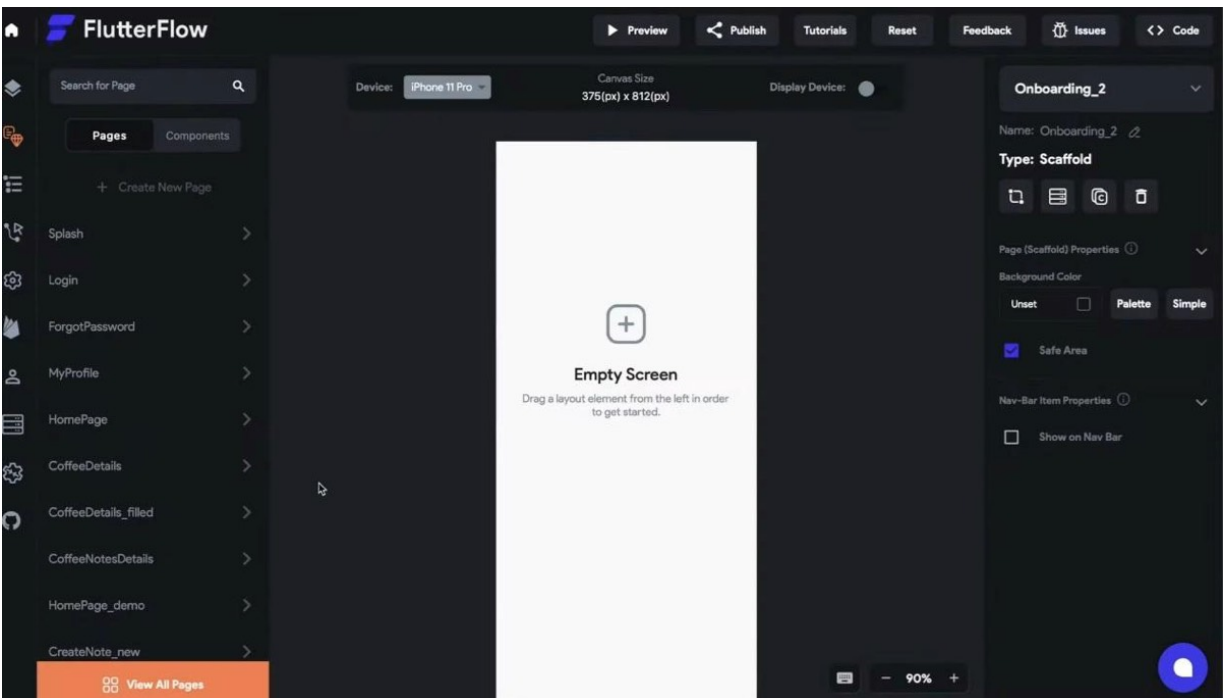 FlutterFlow
Preview
Publish
Tutorials
Reset
Feedback
Issues
<> Code
Search for Page
Pages
Components
+ Create New Page
Splash
Login
ForgotPassword
MyProfile
HomePage
CoffeeDetails
CoffeeDetails_filled
CoffeeNotesDetails
HomePage_demo
CreateNote_new
View All Pages
Device:
iPhone 11 Pro
Canvas Size
375(px) x 812(px)
Display Device:
Empty Screen
Drag a layout element from the left in order
to get started.
- 90% +
Onboarding_2
Name: Onboarding_2
Type: Scaffold
Page (Scaffold) Properties
Background Color
Unset
Palette
Simple
Safe Area
Nav-Bar Item Properties
Show on Nav Bar